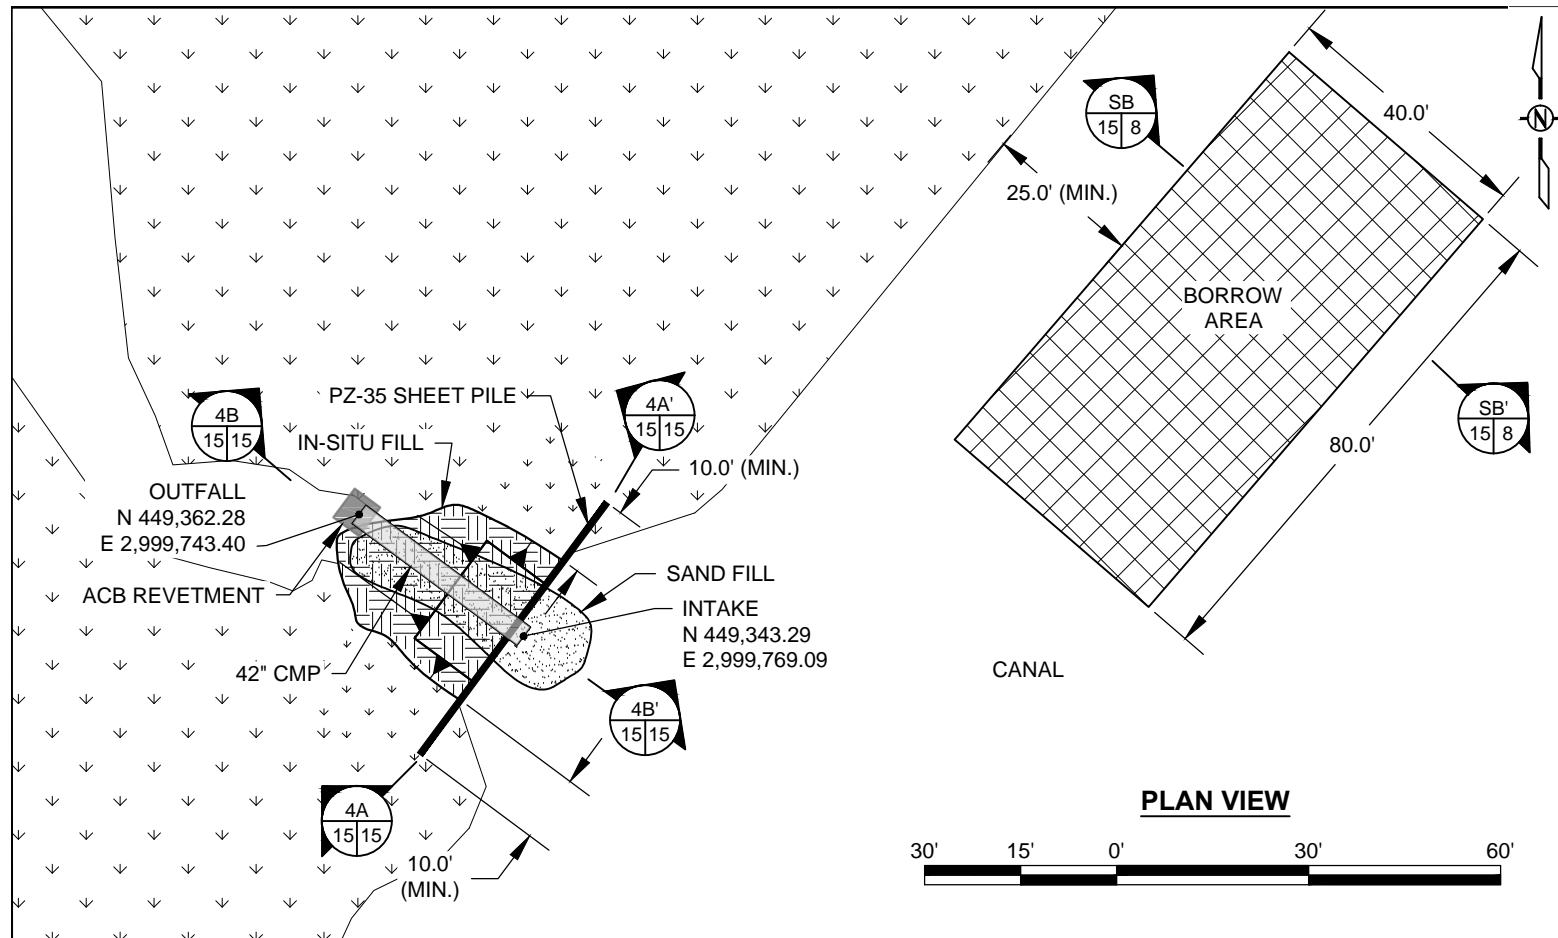 SB
15 8
40.0'
N
25.0' (MIN.)
BORROW
AREA
PZ-35 SHEET PILE
4A'
15 15
4B
15 15
SB'
15 8
IN-SITU FILL
80.0'
10.0' (MIN.)
OUTFALL
N 449,362.28
E 2,999,743.40
SAND FILL
ACB REVETMENT
INTAKE
N 449,343.29
E 2,999,769.09
42" CMP
CANAL
4B'
15 15
4A
15 15
10.0'
(MIN.)
PLAN VIEW
30' 15' 0' 30' 60'